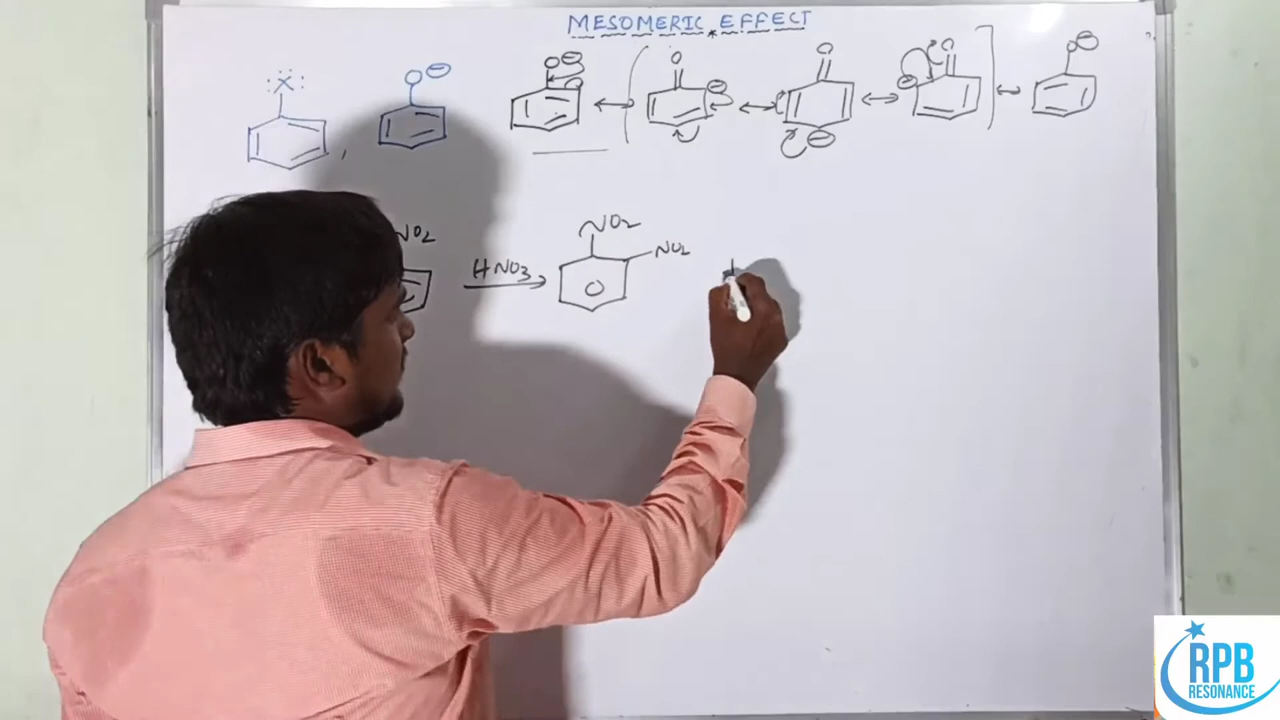 MESOMERIC EFFECT
:Ẍ:
O⊖
O⊖
O
⊖
O
⊖
O
⊖
O⊖
,
NO2
HNO3
NO2
NO2
RPB
RESONANCE